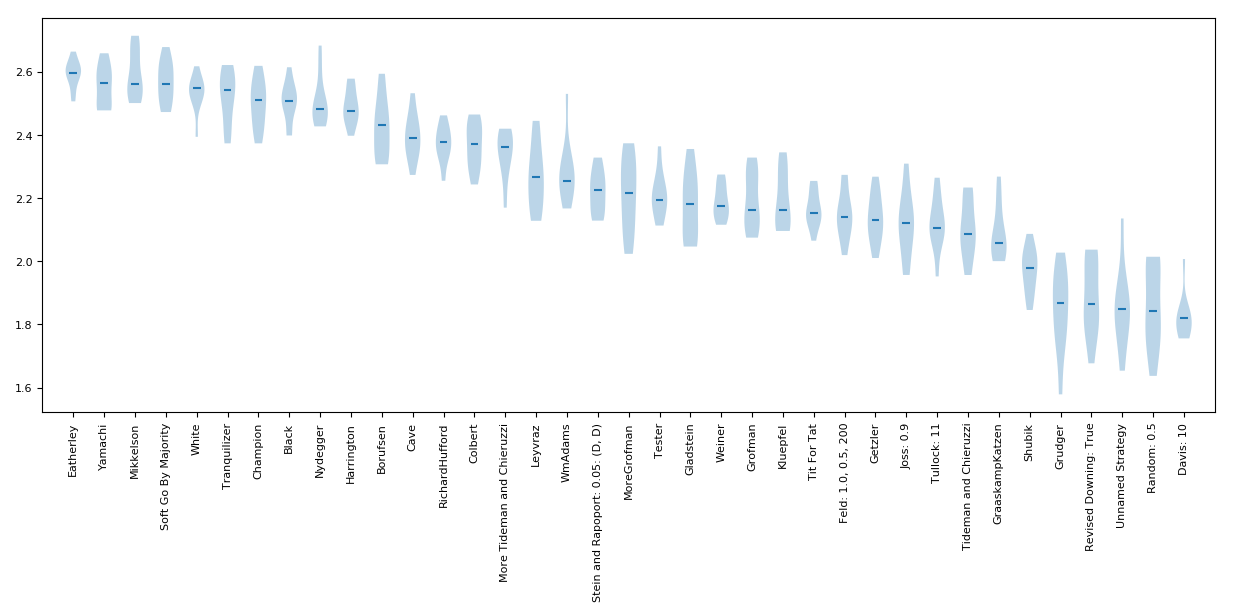 2.6
2.4
2.2
2.0
1.8
1.6
Eatherley
Yamachi
Mikkelson
Soft Go By Majority
White
Tranquilizer
Champion
Black
Nydegger
Harrington
Borufsen
Cave
RichardHufford
Colbert
More Tideman and Chieruzzi
Leyvraz
WmAdams
Stein and Rapoport: 0.05: (D, D)
MoreGrofman
Tester
Gladstein
Weiner
Grofman
Kluepfel
Tit For Tat
Feld: 1.0, 0.5, 200
Getzler
Joss: 0.9
Tullock: 11
Tideman and Chieruzzi
GraaskampKatzen
Shubik
Grudger
Revised Downing: True
Unnamed Strategy
Random: 0.5
Davis: 10